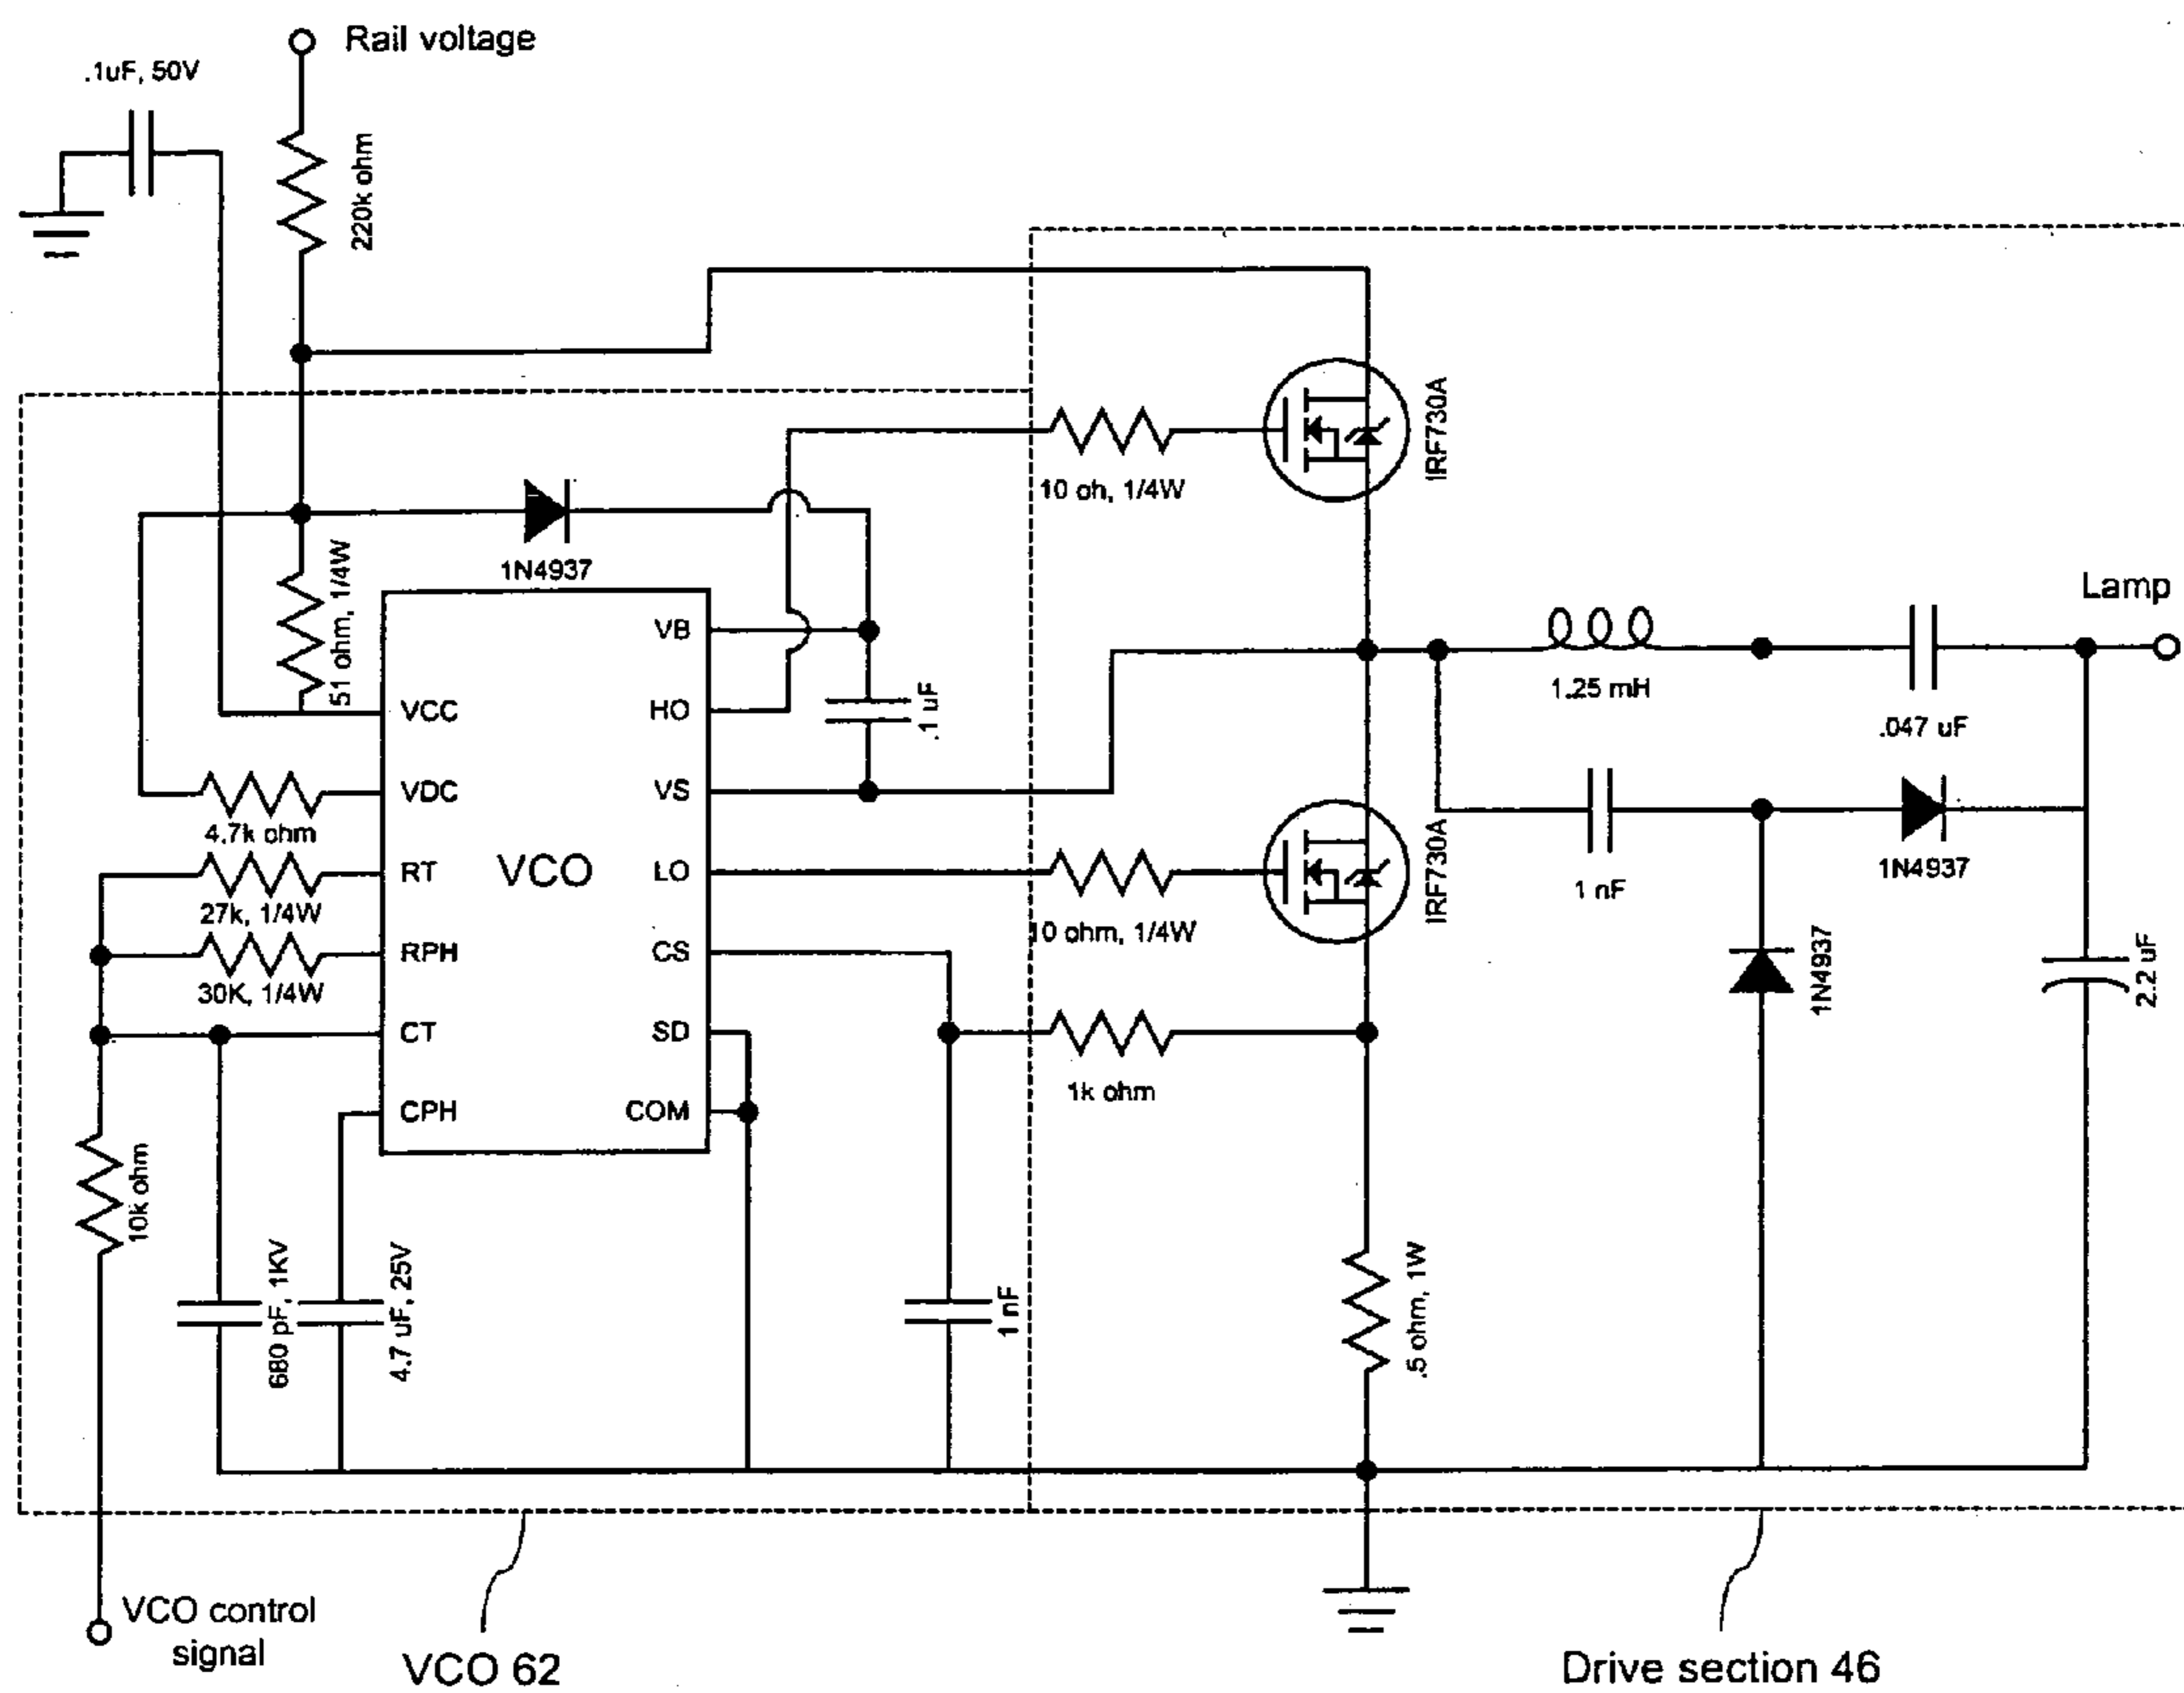 Rail voltage
.1uF, 50V
220k ohm
10 oh, 1/4W
IRF730A
1N4937
51 ohm, 1/4W
Lamp
VB
1.25 mH
VCC
HO
.1 uF
.047 uF
VDC
VS
4.7k ohm
IRF730A
RT
VCO
LO
1N4937
1 nF
27k, 1/4W
10 ohm, 1/4W
RPH
CS
30K, 1/4W
1N4937
2.2 uF
CT
SD
1k ohm
CPH
COM
10k ohm
680 pF, 1KV
4.7 uF, 25V
1 nF
.5 ohm, 1W
VCO control
signal
VCO 62
Drive section 46